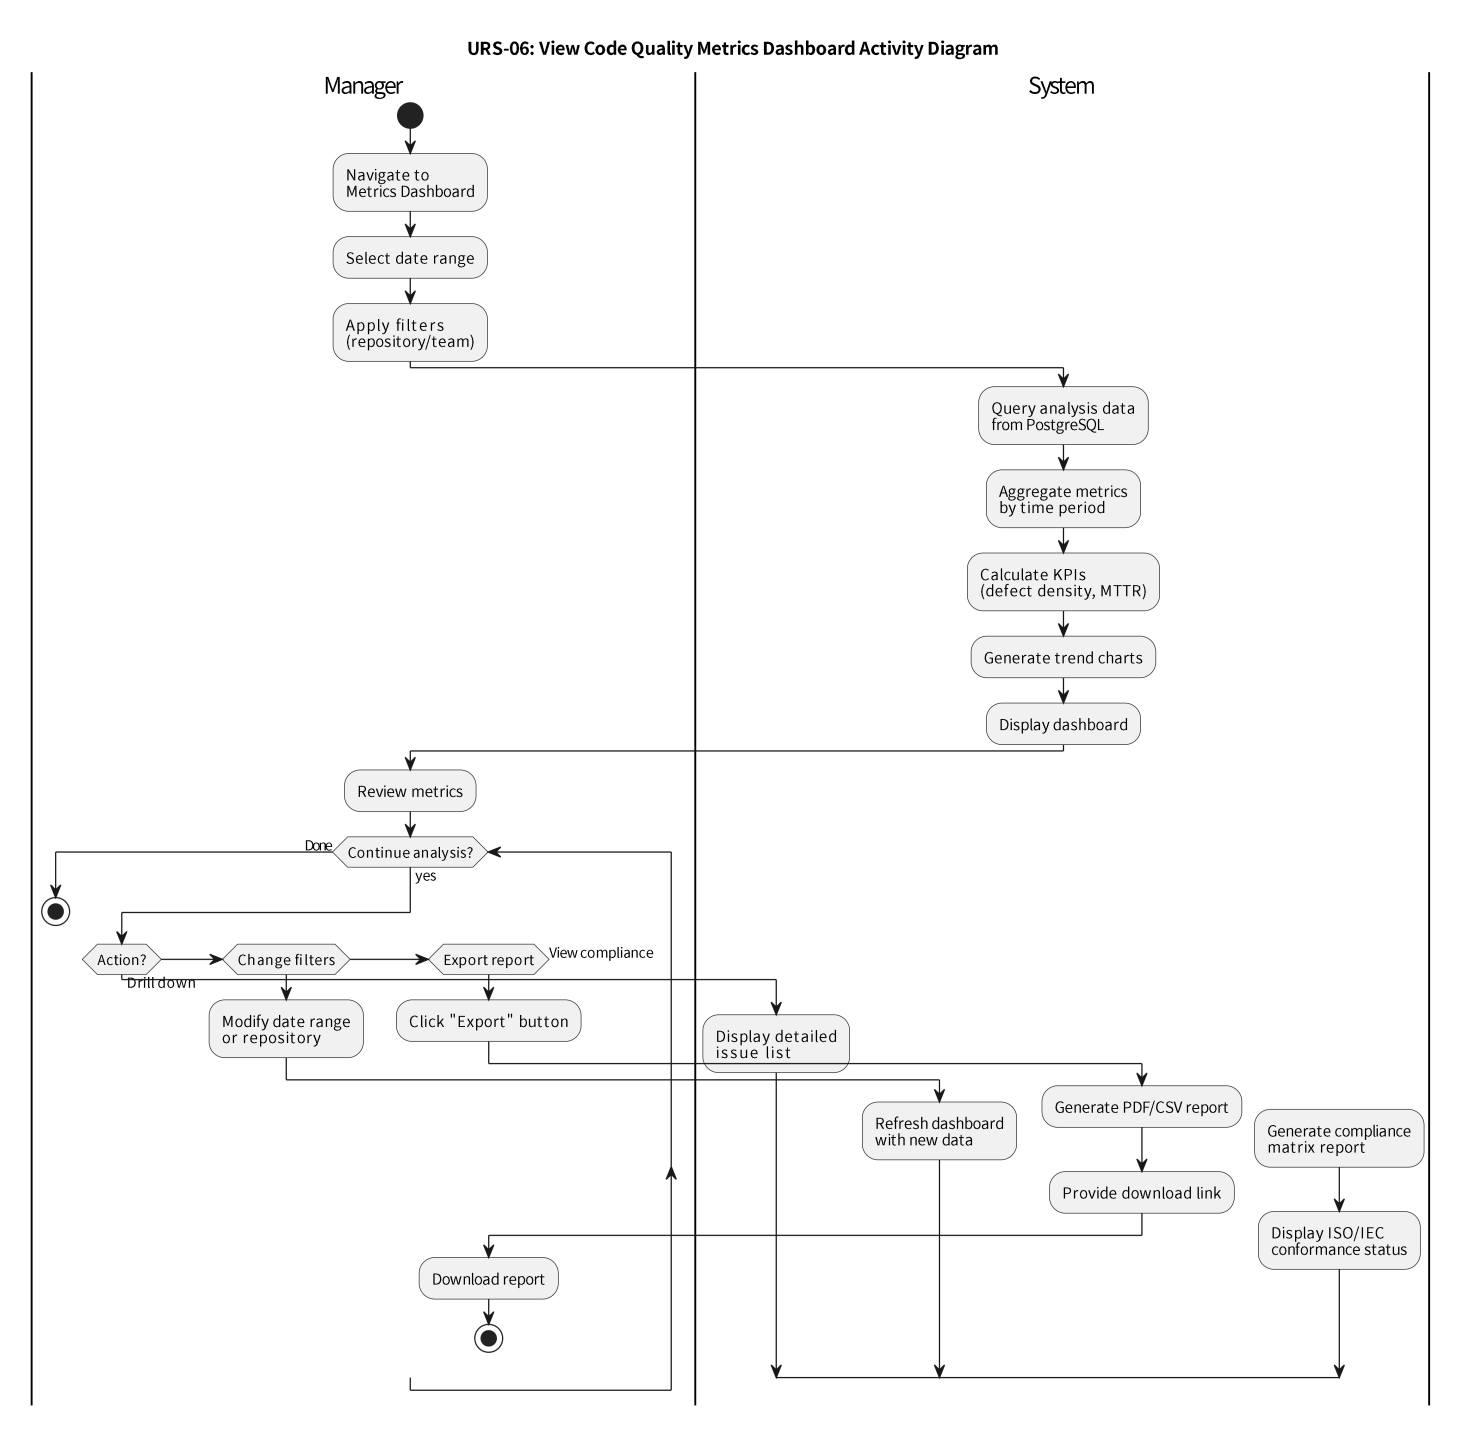 URS-06: View Code Quality Metrics Dashboard Activity Diagram
Manager
System
Navigate to
Metrics Dashboard
Select date range
Apply filters
(repository/team)
Query analysis data
from PostgreSQL
Aggregate metrics
by time period
Calculate KPIs
(defect density, MTTR)
Generate trend charts
Display dashboard
Review metrics
Done
Continue analysis?
yes
Action?
Change filters
Export report
View compliance
Drill down
Modify date range
or repository
Click "Export" button
Display detailed
issue list
Refresh dashboard
with new data
Generate PDF/CSV report
Generate compliance
matrix report
Provide download link
Display ISO/IEC
conformance status
Download report